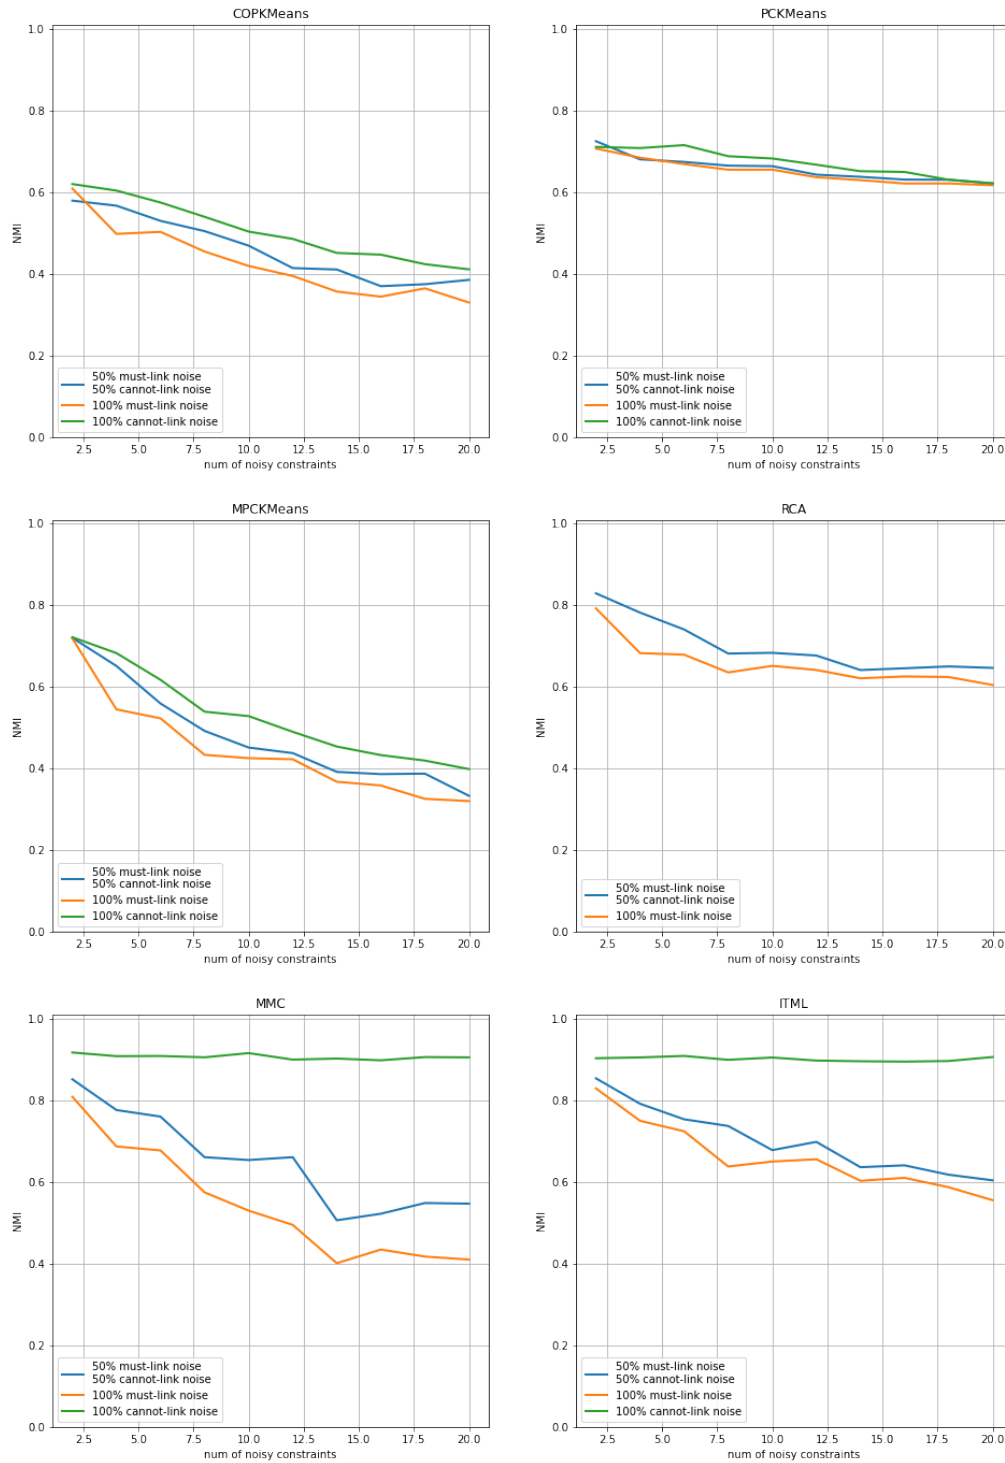 COPKMeans
1.0
0.8
0.6
0.4
0.2
0.0
NMI
50% must-link noise
50% cannot-link noise
100% must-link noise
100% cannot-link noise
2.5 5.0 7.5 10.0 12.5 15.0 17.5 20.0
num of noisy constraints
PCKMeans
1.0
0.8
0.6
0.4
0.2
0.0
NMI
50% must-link noise
50% cannot-link noise
100% must-link noise
100% cannot-link noise
2.5 5.0 7.5 10.0 12.5 15.0 17.5 20.0
num of noisy constraints
MPCKMeans
1.0
0.8
0.6
0.4
0.2
0.0
NMI
50% must-link noise
50% cannot-link noise
100% must-link noise
100% cannot-link noise
2.5 5.0 7.5 10.0 12.5 15.0 17.5 20.0
num of noisy constraints
RCA
1.0
0.8
0.6
0.4
0.2
0.0
NMI
50% must-link noise
50% cannot-link noise
100% must-link noise
2.5 5.0 7.5 10.0 12.5 15.0 17.5 20.0
num of noisy constraints
MMC
1.0
0.8
0.6
0.4
0.2
0.0
NMI
50% must-link noise
50% cannot-link noise
100% must-link noise
100% cannot-link noise
2.5 5.0 7.5 10.0 12.5 15.0 17.5 20.0
num of noisy constraints
ITML
1.0
0.8
0.6
0.4
0.2
0.0
NMI
50% must-link noise
50% cannot-link noise
100% must-link noise
100% cannot-link noise
2.5 5.0 7.5 10.0 12.5 15.0 17.5 20.0
num of noisy constraints